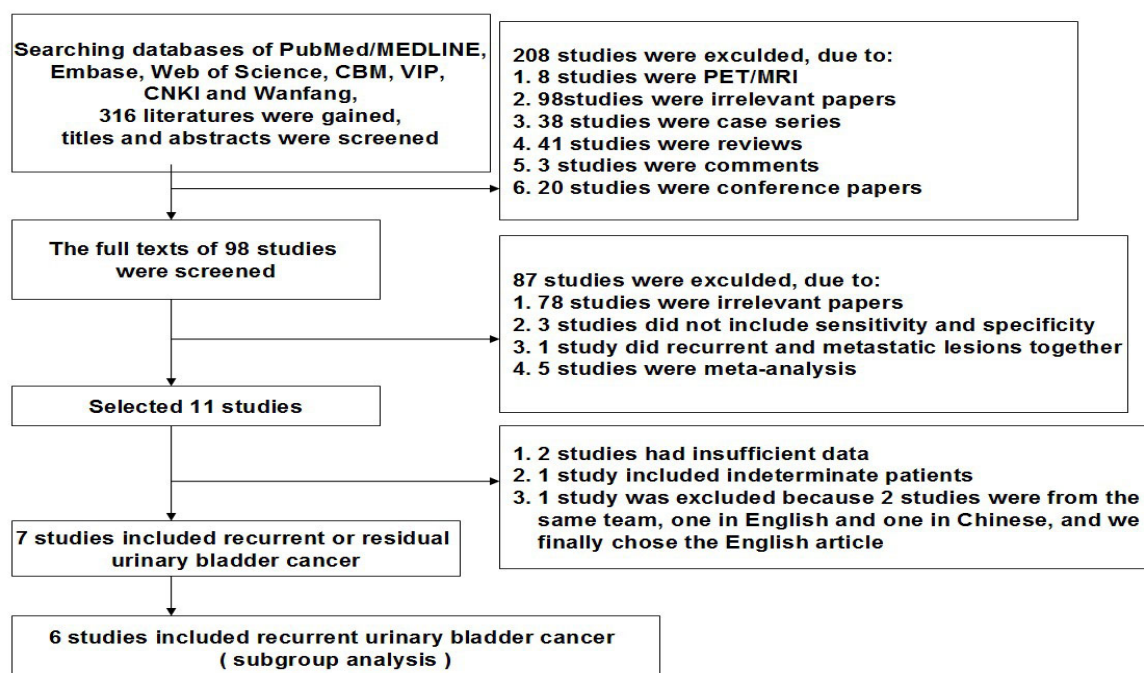 Searching databases of PubMed/MEDLINE,
Embase, Web of Science, CBM, VIP,
CNKI and Wanfang,
316 literatures were gained,
titles and abstracts were screened
208 studies were exculded, due to:
1. 8 studies were PET/MRI
2. 98studies were irrelevant papers
3. 38 studies were case series
4. 41 studies were reviews
5. 3 studies were comments
6. 20 studies were conference papers
The full texts of 98 studies
were screened
87 studies were exculded, due to:
1. 78 studies were irrelevant papers
2. 3 studies did not include sensitivity and specificity
3. 1 study did recurrent and metastatic lesions together
4. 5 studies were meta-analysis
Selected 11 studies
1. 2 studies had insufficient data
2. 1 study included indeterminate patients
3. 1 study was excluded because 2 studies were from the
same team, one in English and one in Chinese, and we
finally chose the English article
7 studies included recurrent or residual
urinary bladder cancer
6 studies included recurrent urinary bladder cancer
( subgroup analysis )